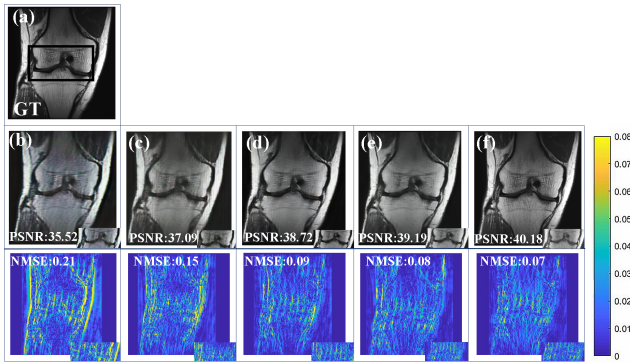 (a)
GT
(b) (c) (d) (e) (f)
PSNR:35.52 PSNR:37.09 PSNR:38.72 PSNR:39.19 PSNR:40.18
NMSE:0.21 NMSE:0.15 NMSE:0.09 NMSE:0.08 NMSE:0.07
0.08
0.07
0.06
0.05
0.04
0.03
0.02
0.01
0